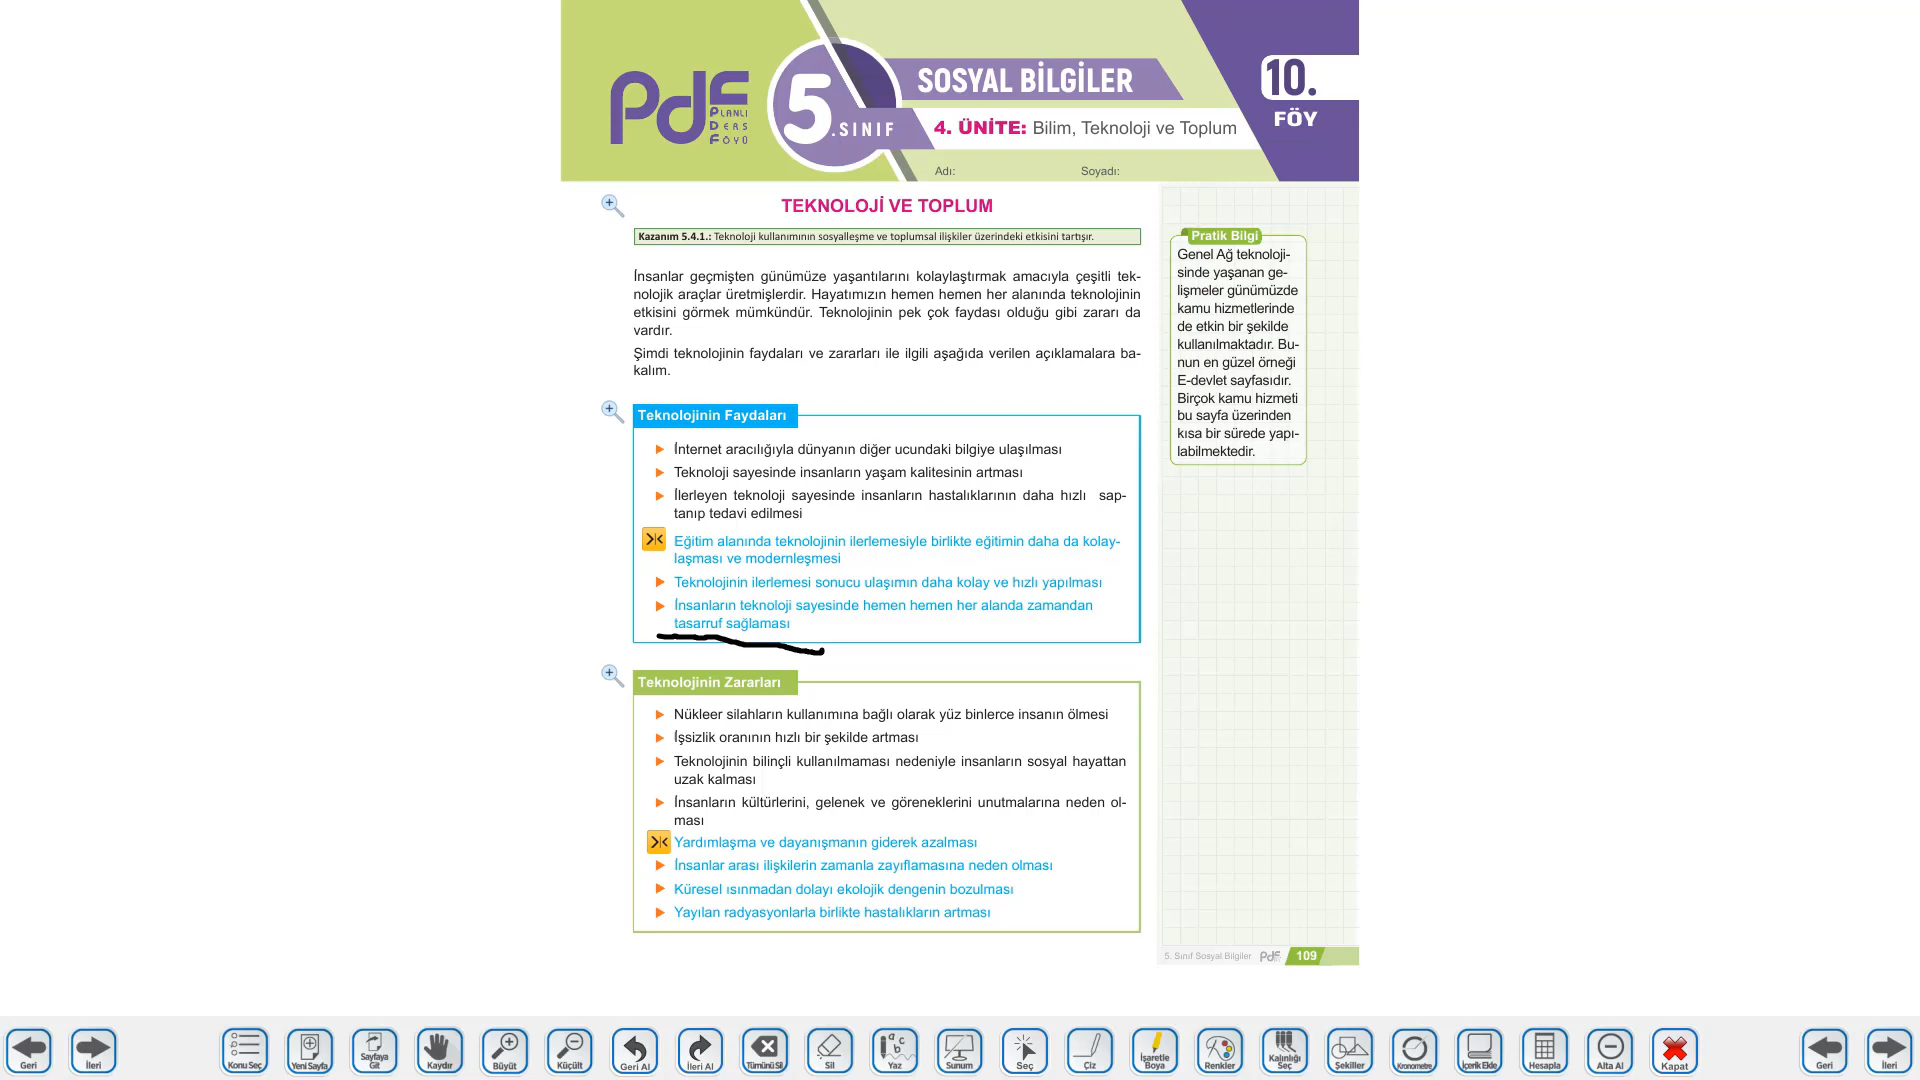 Pdf
PLANLI
DERS
FÖYÜ
5.SINIF
SOSYAL BİLGİLER
4. ÜNİTE: Bilim, Teknoloji ve Toplum
10.
FÖY
Adı: Soyadı:
TEKNOLOJİ VE TOPLUM
Kazanım 5.4.1.: Teknoloji kullanımının sosyalleşme ve toplumsal ilişkiler üzerindeki etkisini tartışır.
İnsanlar geçmişten günümüze yaşantılarını kolaylaştırmak amacıyla çeşitli tek-
nolojik araçlar üretmişlerdir. Hayatımızın hemen hemen her alanında teknolojinin
etkisini görmek mümkündür. Teknolojinin pek çok faydası olduğu gibi zararı da
vardır.
Şimdi teknolojinin faydaları ve zararları ile ilgili aşağıda verilen açıklamalara ba-
kalım.
Teknolojinin Faydaları
İnternet aracılığıyla dünyanın diğer ucundaki bilgiye ulaşılması
Teknoloji sayesinde insanların yaşam kalitesinin artması
İlerleyen teknoloji sayesinde insanların hastalıklarının daha hızlı sap-
tanıp tedavi edilmesi
Eğitim alanında teknolojinin ilerlemesiyle birlikte eğitimin daha da kolay-
laşması ve modernleşmesi
Teknolojinin ilerlemesi sonucu ulaşımın daha kolay ve hızlı yapılması
İnsanların teknoloji sayesinde hemen hemen her alanda zamandan
tasarruf sağlaması
Teknolojinin Zararları
Nükleer silahların kullanımına bağlı olarak yüz binlerce insanın ölmesi
İşsizlik oranının hızlı bir şekilde artması
Teknolojinin bilinçli kullanılmaması nedeniyle insanların sosyal hayattan
uzak kalması
İnsanların kültürlerini, gelenek ve göreneklerini unutmalarına neden ol-
ması
Yardımlaşma ve dayanışmanın giderek azalması
İnsanlar arası ilişkilerin zamanla zayıflamasına neden olması
Küresel ısınmadan dolayı ekolojik dengenin bozulması
Yayılan radyasyonlarla birlikte hastalıkların artması
Pratik Bilgi
Genel Ağ teknoloji-
sinde yaşanan ge-
lişmeler günümüzde
kamu hizmetlerinde
de etkin bir şekilde
kullanılmaktadır. Bu-
nun en güzel örneği
E-devlet sayfasıdır.
Birçok kamu hizmeti
bu sayfa üzerinden
kısa bir sürede yapı-
labilmektedir.
5. Sınıf Sosyal Bilgiler Pdf 109
Geri İleri Konu Seç Yeni Sayfa Sayfaya Git Kaydır Büyüt Küçült Geri Al İleri Al Tümünü Sil Sil Yaz Sunum Seç Çiz İşaretle Boya Renkler Kalınlığı Seç Şekiller Kronometre İçerik Ekle Hesapla Alta Al Kapat Geri İleri